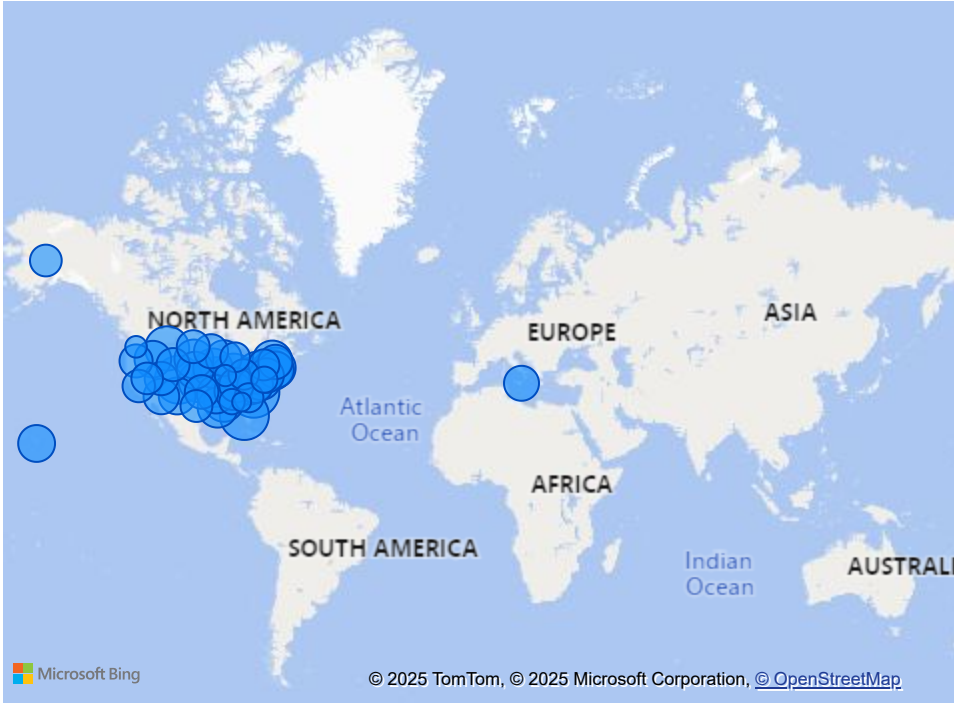 NORTH AMERICA
EUROPE
ASIA
Atlantic
Ocean
AFRICA
SOUTH AMERICA
Indian
Ocean
AUSTRALI
Microsoft Bing
© 2025 TomTom, © 2025 Microsoft Corporation, © OpenStreetMap